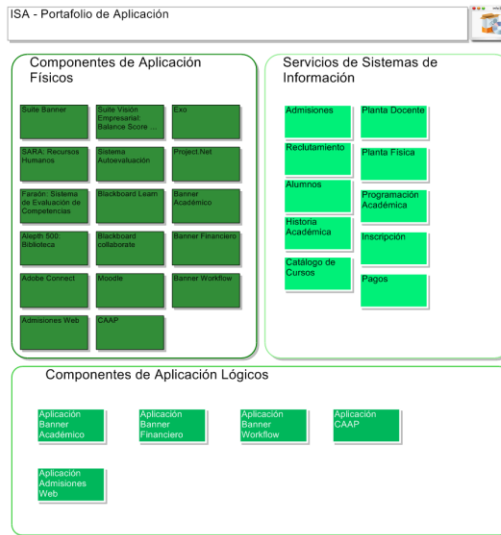 ISA - Portafolio de Aplicación
Componentes de Aplicación
Físicos
Suite Banner
Suite Visión
Empresarial:
Balance Score ...
Exo
SARA: Recursos
Humanos
Sistema
Autoevaluación
Project.Net
Faraón: Sistema
de Evaluación de
Competencias
Blackboard Learn
Banner
Académico
Aleph 500:
Biblioteca
Blackboard
collaborate
Banner Financiero
Adobe Connect
Moodle
Banner Workflow
Admisiones Web
CAAP
Servicios de Sistemas de
Información
Admisiones
Planta Docente
Reclutamiento
Planta Física
Alumnos
Programación
Académica
Historia
Académica
Inscripción
Catálogo de
Cursos
Pagos
Componentes de Aplicación Lógicos
Aplicación
Banner
Académico
Aplicación
Banner
Financiero
Aplicación
Banner
Workflow
Aplicación
CAAP
Aplicación
Admisiones
Web